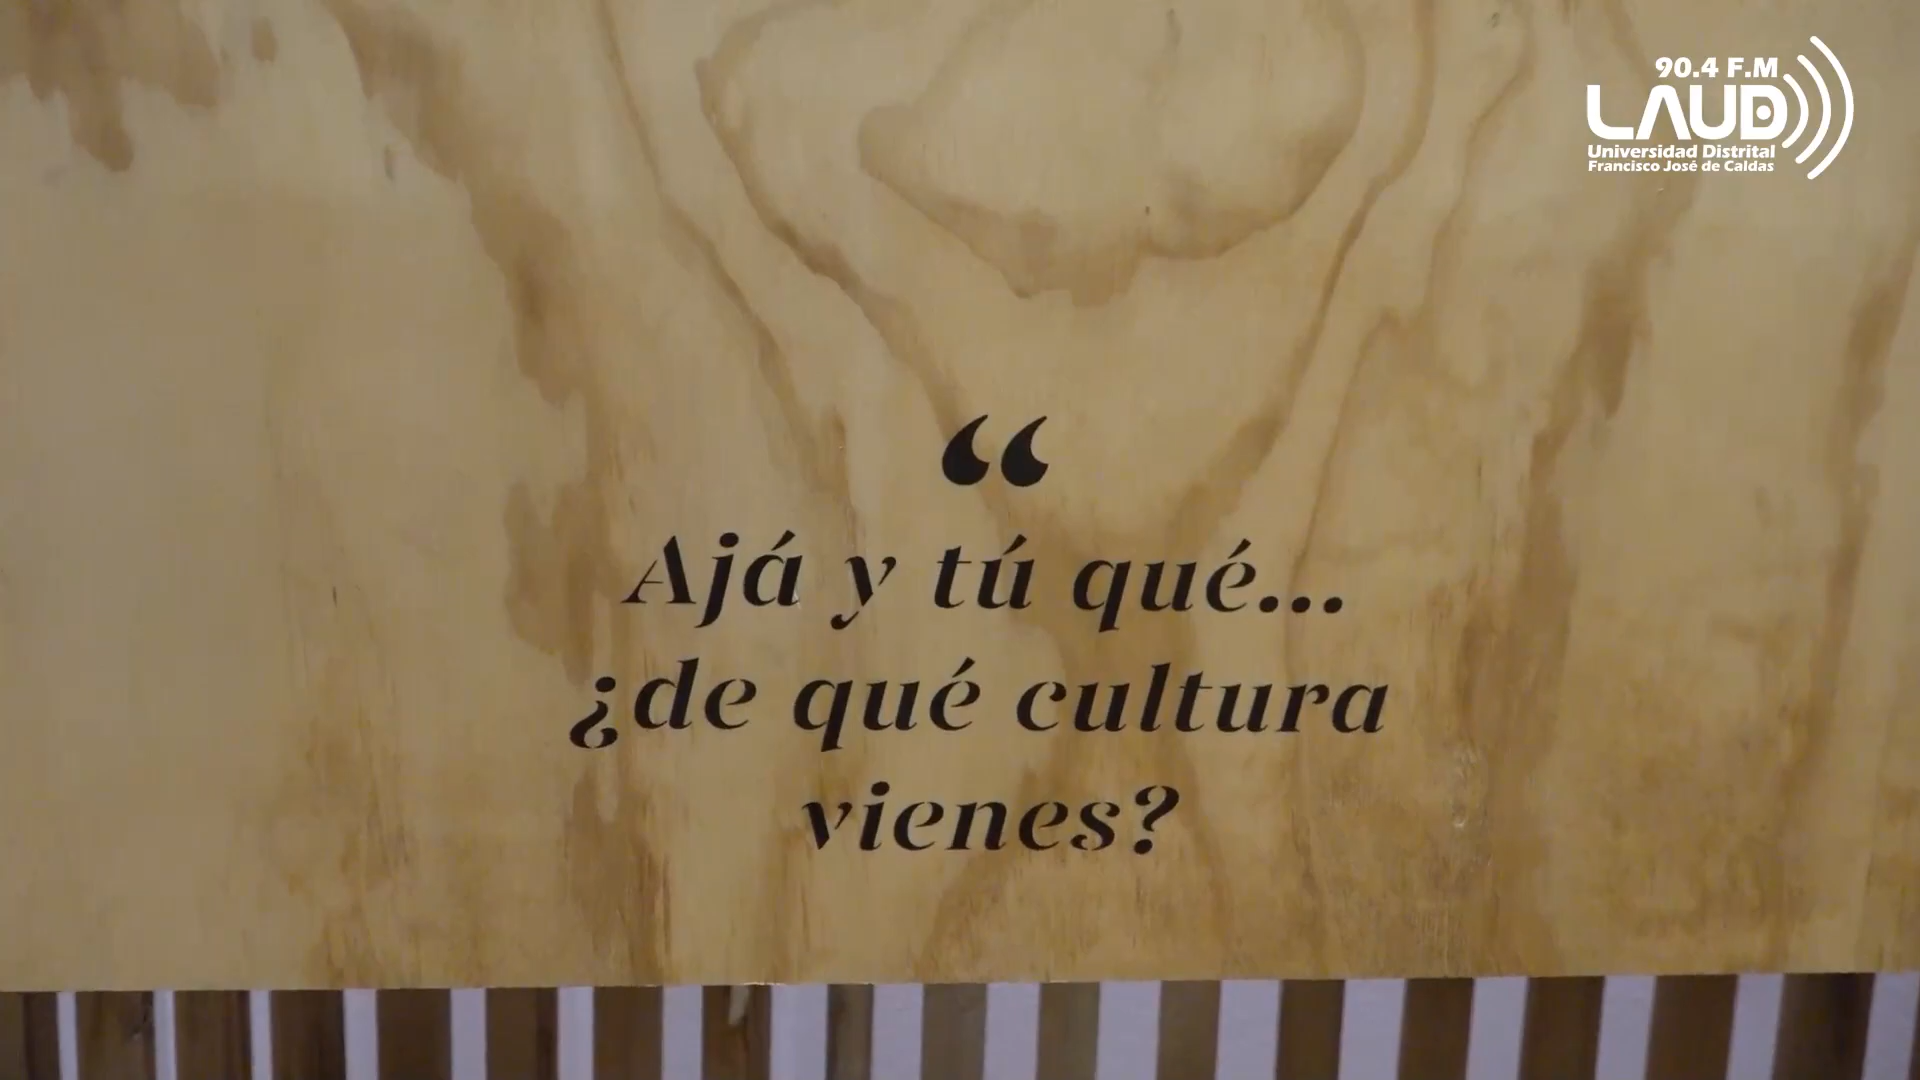 90.4 F.M
LAUD
Universidad Distrital
Francisco José de Caldas
“
Ajá y tú qué...
¿de qué cultura
vienes?